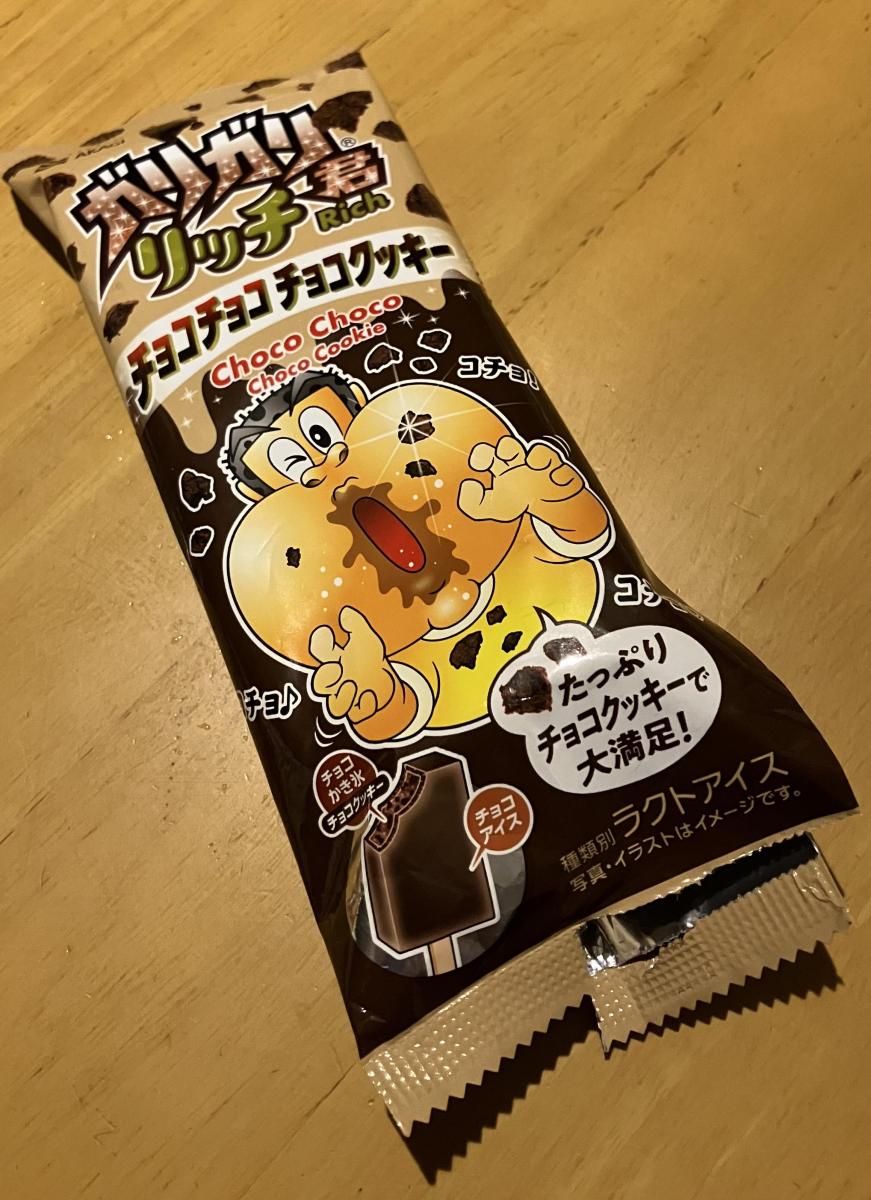 AKAGI
ガリガリ君®
リッチ Rich
チョコチョコ チョコクッキー
Choco Choco
Choco Cookie
コチョ!
コチ
チョ♪
たっぷり
チョコクッキーで
大満足!
チョコ
かき氷
チョコクッキー
チョコ
アイス
種類別 ラクトアイス
写真・イラストはイメージです。